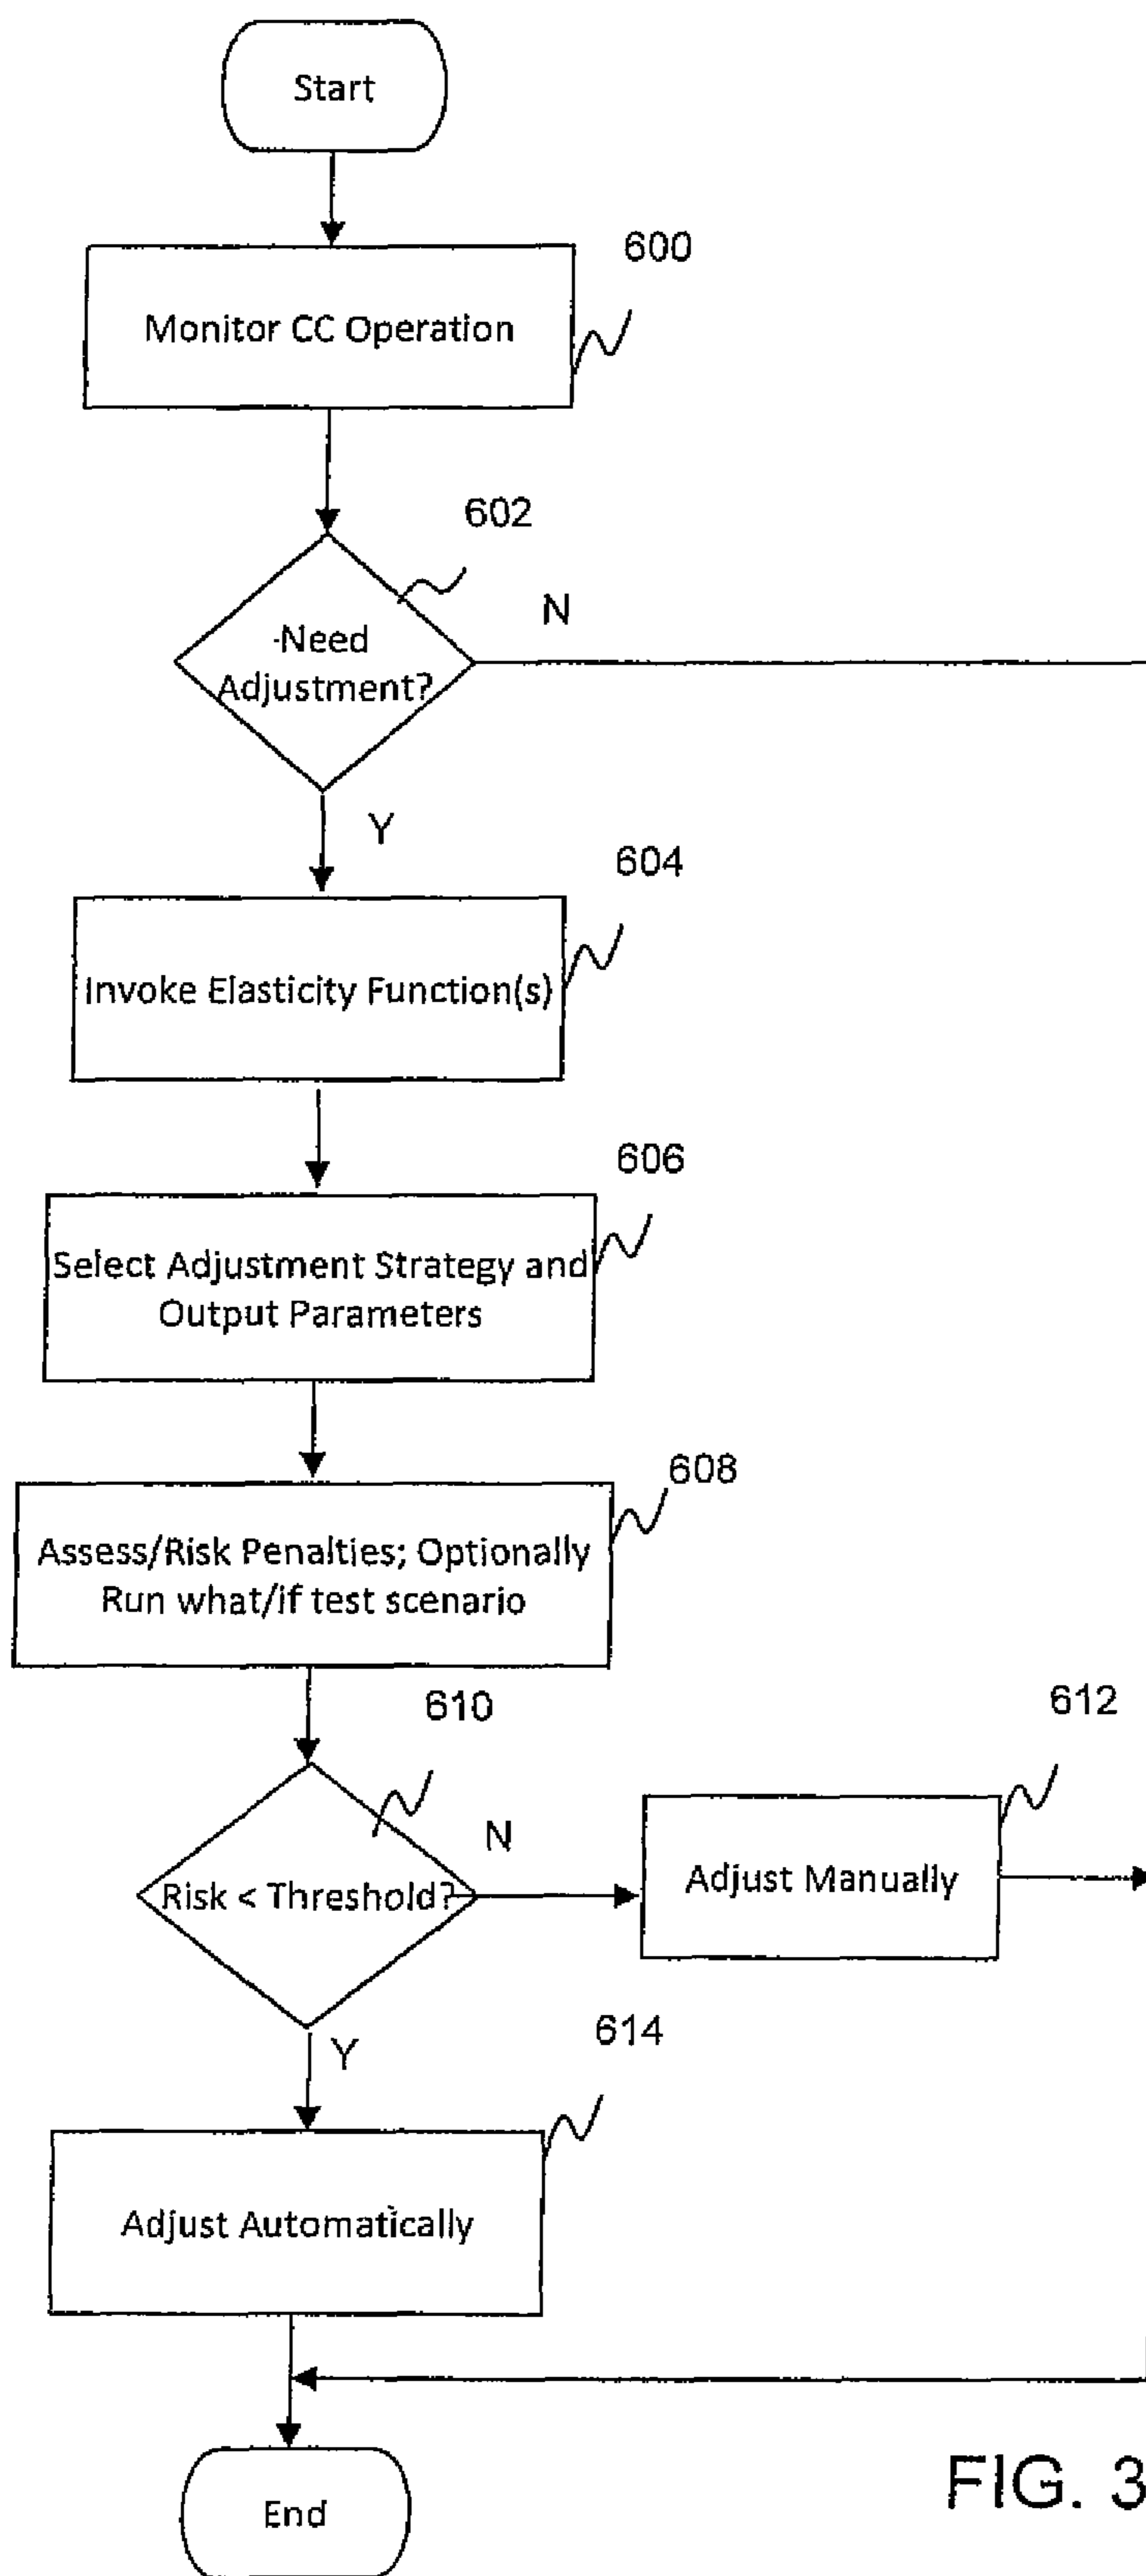 Start
600
Monitor CC Operation
602
N
-Need
Adjustment?
Y
604
Invoke Elasticity Function(s)
606
Select Adjustment Strategy and
Output Parameters
608
Assess/Risk Penalties; Optionally
Run what/if test scenario
610
612
N
Risk < Threshold?
Adjust Manually
Y
614
Adjust Automatically
End
FIG. 3